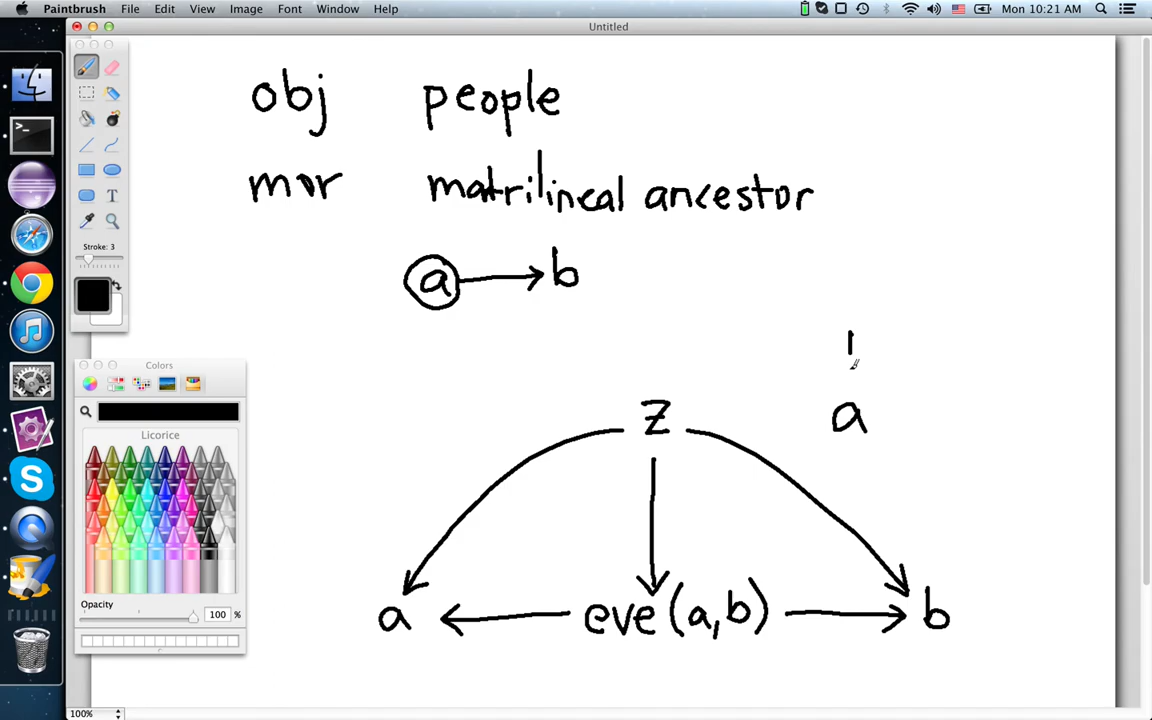 Paintbrush File Edit View Image Font Window Help Mon 10:21 AM
Untitled
obj people
mor matrilineal ancestor
a → b
Stroke: 3
T
Colors
Licorice
Opacity
100 %
1
z a
a ← eve(a,b) → b
100%